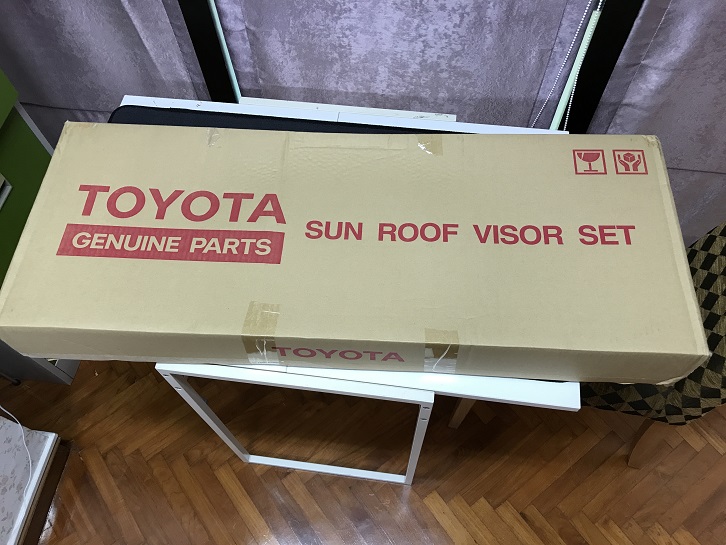 TOYOTA
GENUINE PARTS
SUN ROOF VISOR SET
TOYOTA